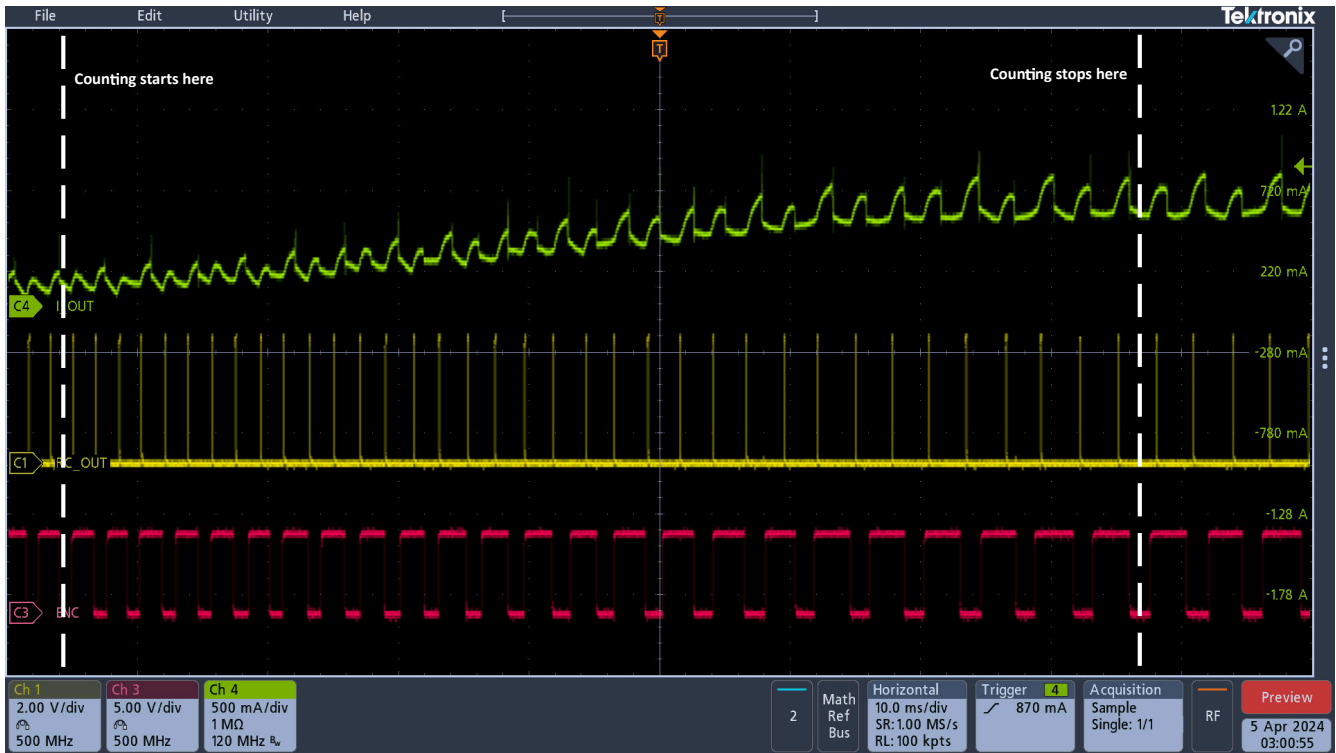 File Edit Utility Help [ T ] Tektronix
T
Counting starts here
Counting stops here
1.22 A
720 mA
C4 I_OUT
220 mA
-280 mA
-780 mA
C1 RC_OUT
-1.28 A
C3 ENC
-1.78 A
Ch 1
2.00 V/div
500 MHz
Ch 3
5.00 V/div
500 MHz
Ch 4
500 mA/div
1 MΩ
120 MHz Bw
2
Math
Ref
Bus
Horizontal
10.0 ms/div
SR: 1.00 MS/s
RL: 100 kpts
Trigger 4
870 mA
Acquisition
Sample
Single: 1/1
RF
Preview
5 Apr 2024
03:00:55